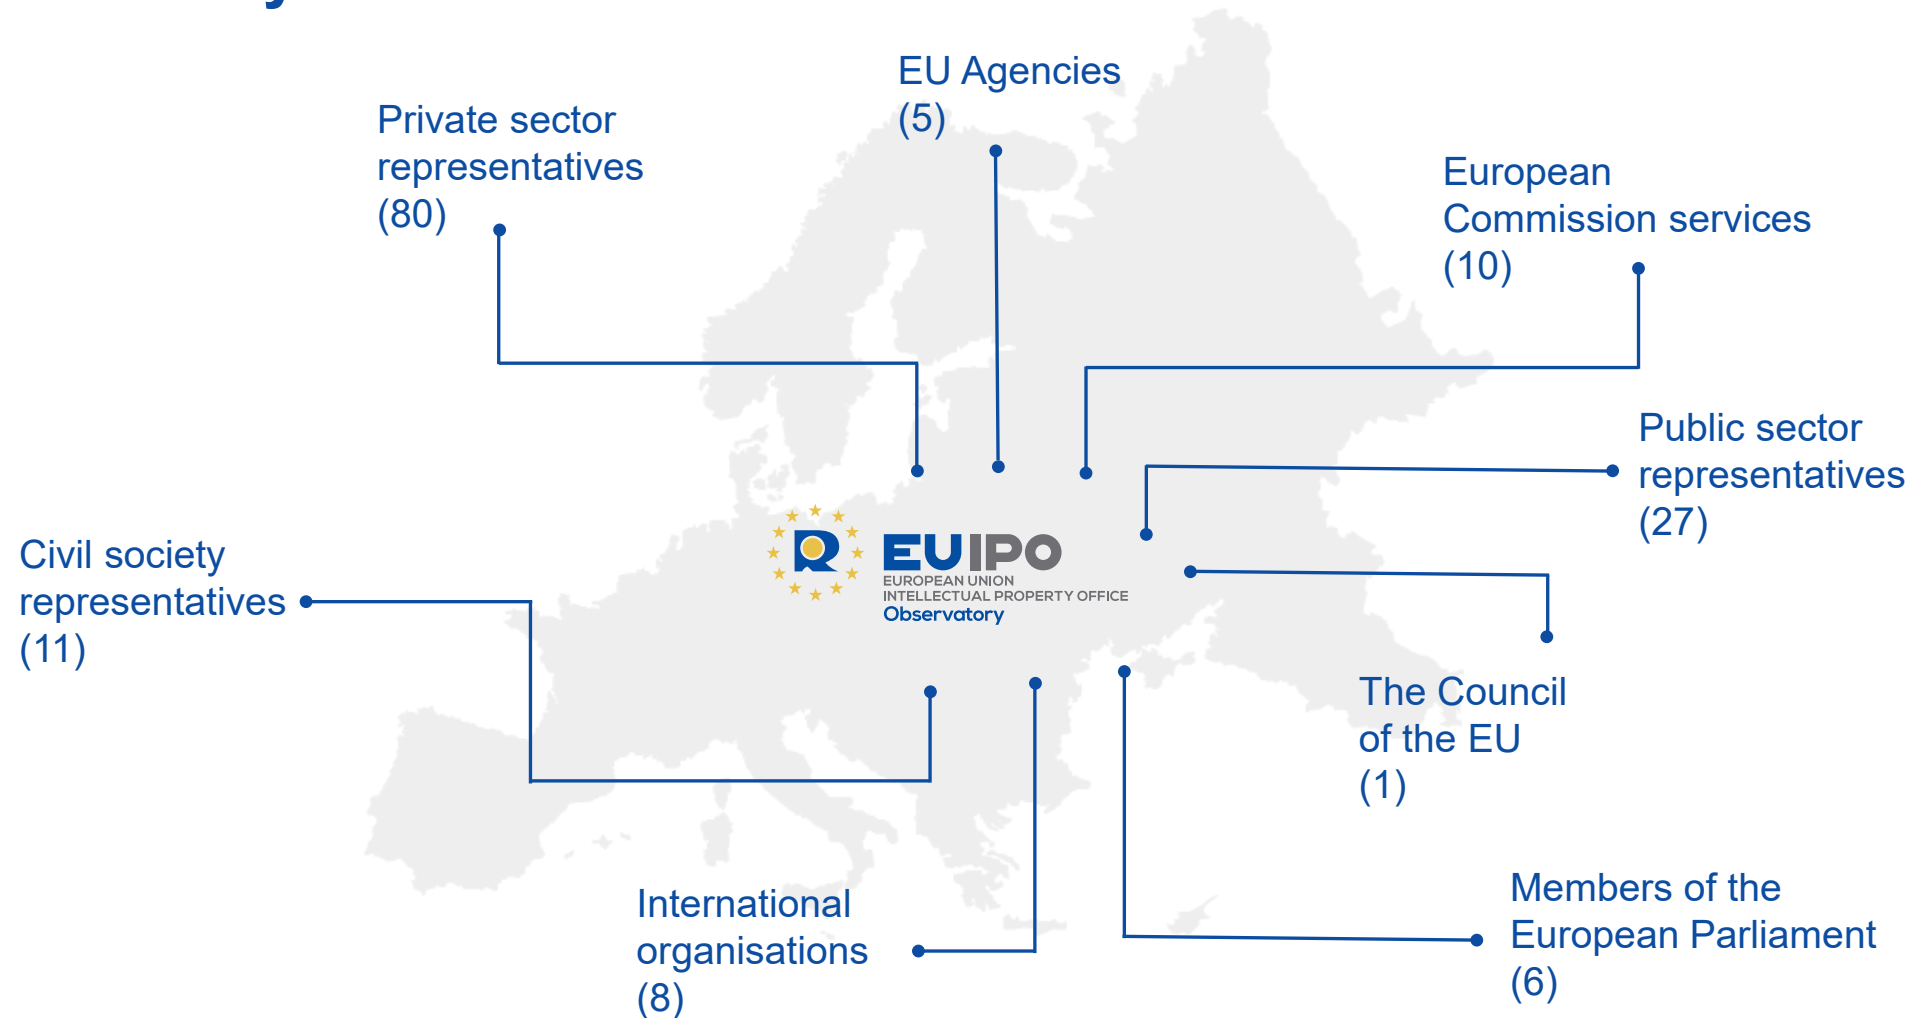 EU Agencies
(5)
Private sector
representatives
(80)
European
Commission services
(10)
Public sector
representatives
(27)
EUIPO
EUROPEAN UNION
INTELLECTUAL PROPERTY OFFICE
Observatory
Civil society
representatives
(11)
The Council
of the EU
(1)
International
organisations
(8)
Members of the
European Parliament
(6)